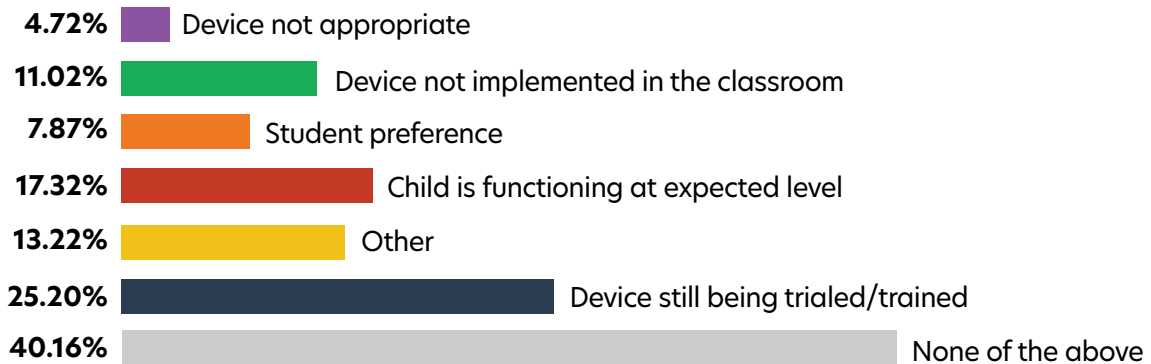 4.72% Device not appropriate
11.02% Device not implemented in the classroom
7.87% Student preference
17.32% Child is functioning at expected level
13.22% Other
25.20% Device still being trialed/trained
40.16% None of the above